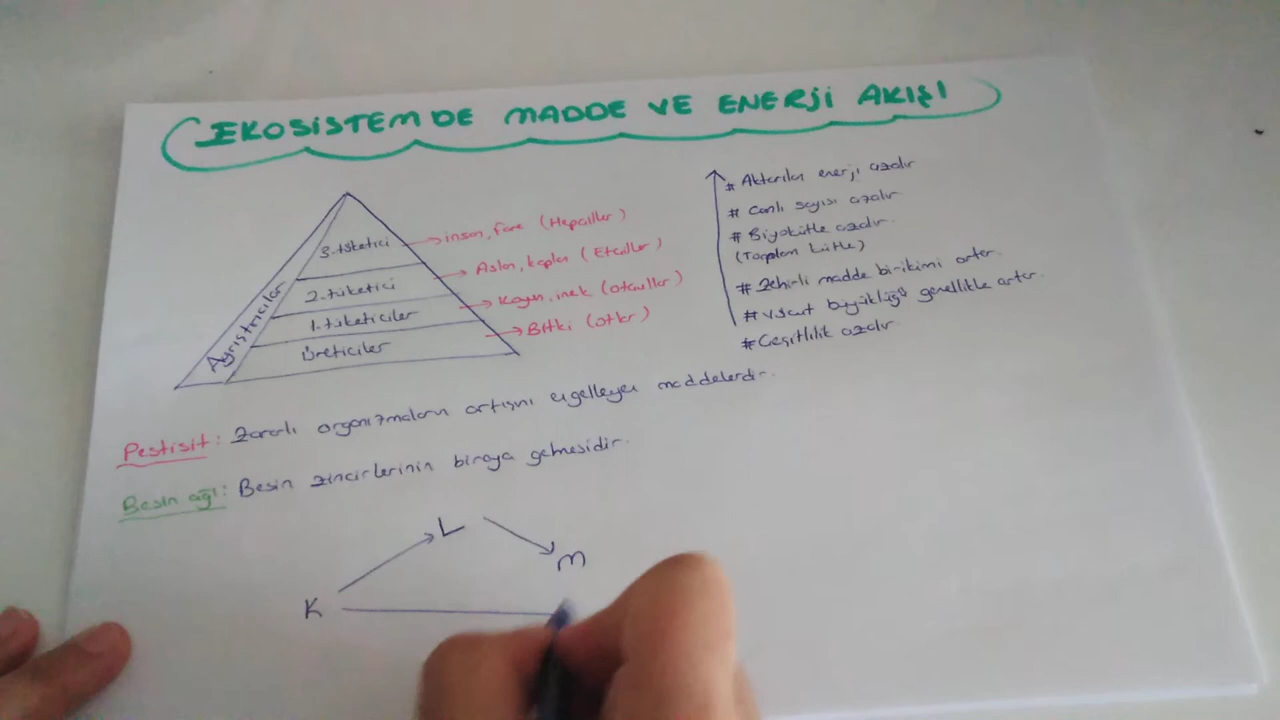 EKOSİSTEMDE MADDE VE ENERJİ AKIŞI
3. tüketici
2. tüketici
1. tüketiciler
Üreticiler
Ayrıştırıcılar
insan, fare (Hepçiller)
Aslan, kaplan (Etçiller)
Koyun, inek (otçullar)
Bitki (otlar)
# Aktarılan enerji azalır
# Canlı sayısı azalır
# Biyokütle azalır
(Toplam kütle)
# Zehirli madde birikimi artar.
# Vücut büyüklüğü genellikle artar.
# Çeşitlilik azalır
Pestisit: Zararlı organizmaların artışını engelleyen maddelerdir.
Besin ağı: Besin zincirlerinin biraya gelmesidir.
L
M
K